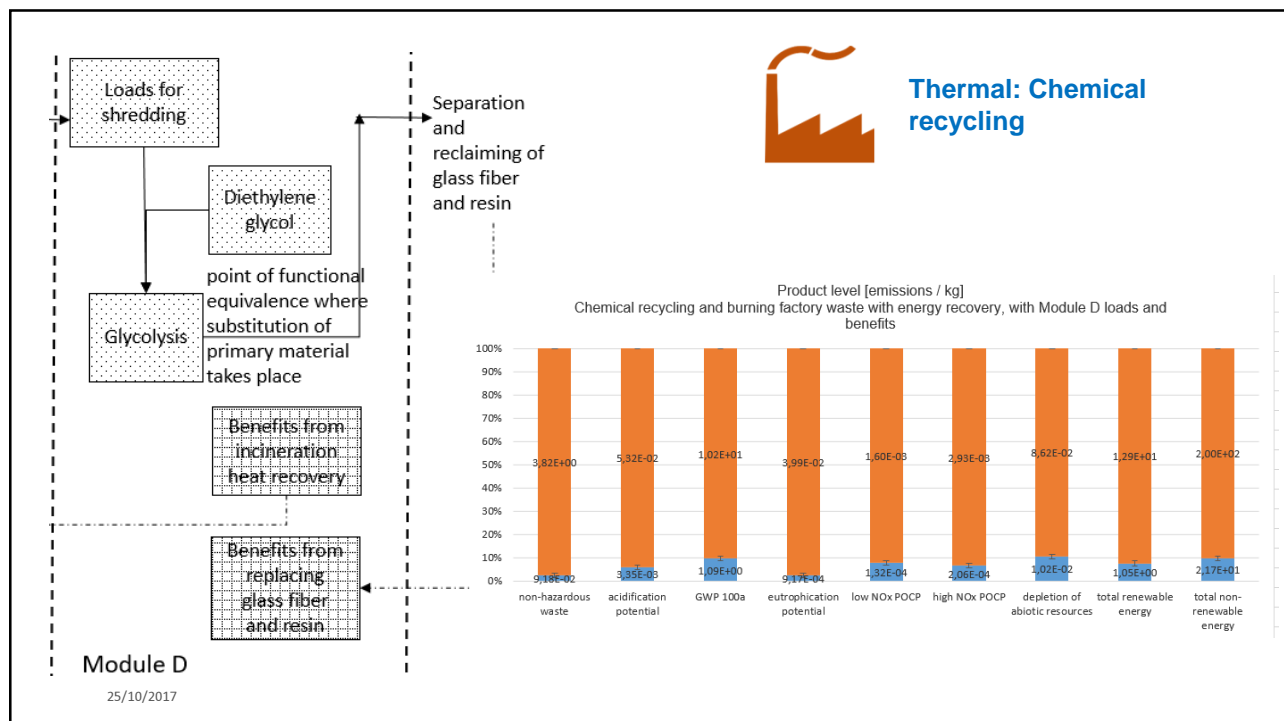 Loads for
shredding
Diethylene
glycol
Glycolysis
point of functional
equivalence where
substitution of
primary material
takes place
Benefits from
incineration
heat recovery
Benefits from
replacing
glass fiber
and resin
Module D
25/10/2017
Separation
and
reclaiming of
glass fiber
and resin
Thermal: Chemical
recycling
Product level [emissions / kg]
Chemical recycling and burning factory waste with energy recovery, with Module D loads and
benefits
100%
90%
80%
70%
60%
50%
40%
30%
20%
10%
0%
3,82E+00
5,32E-02
1,02E+01
3,99E-02
1,60E-03
2,93E-03
8,62E-02
1,29E+01
2,00E+02
9,18E-02
3,35E-03
1,09E+00
9,17E-04
1,32E-04
2,06E-04
1,02E-02
1,05E+00
2,17E+01
non-hazardous
waste
acidification
potential
GWP 100a
eutrophication
potential
low NOx POCP
high NOx POCP
depletion of
abiotic resources
total renewable
energy
total non-
renewable
energy